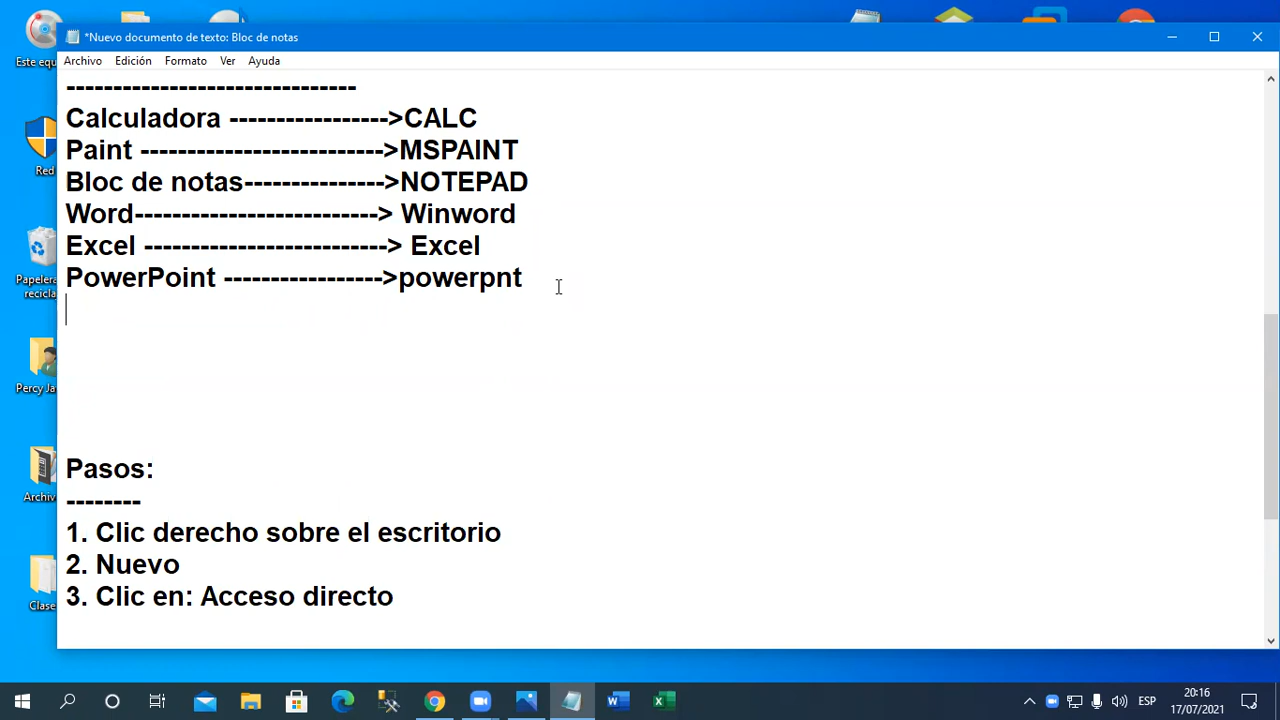 *Nuevo documento de texto: Bloc de notas
Archivo Edición Formato Ver Ayuda
------------------------------
Calculadora ----------------->CALC
Paint -------------------------->MSPAINT
Bloc de notas--------------->NOTEPAD
Word--------------------------> Winword
Excel --------------------------> Excel
PowerPoint ----------------->powerpnt
Pasos:
--------
1. Clic derecho sobre el escritorio
2. Nuevo
3. Clic en: Acceso directo
Este equ
Red
Papelera
recicla
Percy Ja
Archiv
Clase
ESP
20:16
17/07/2021